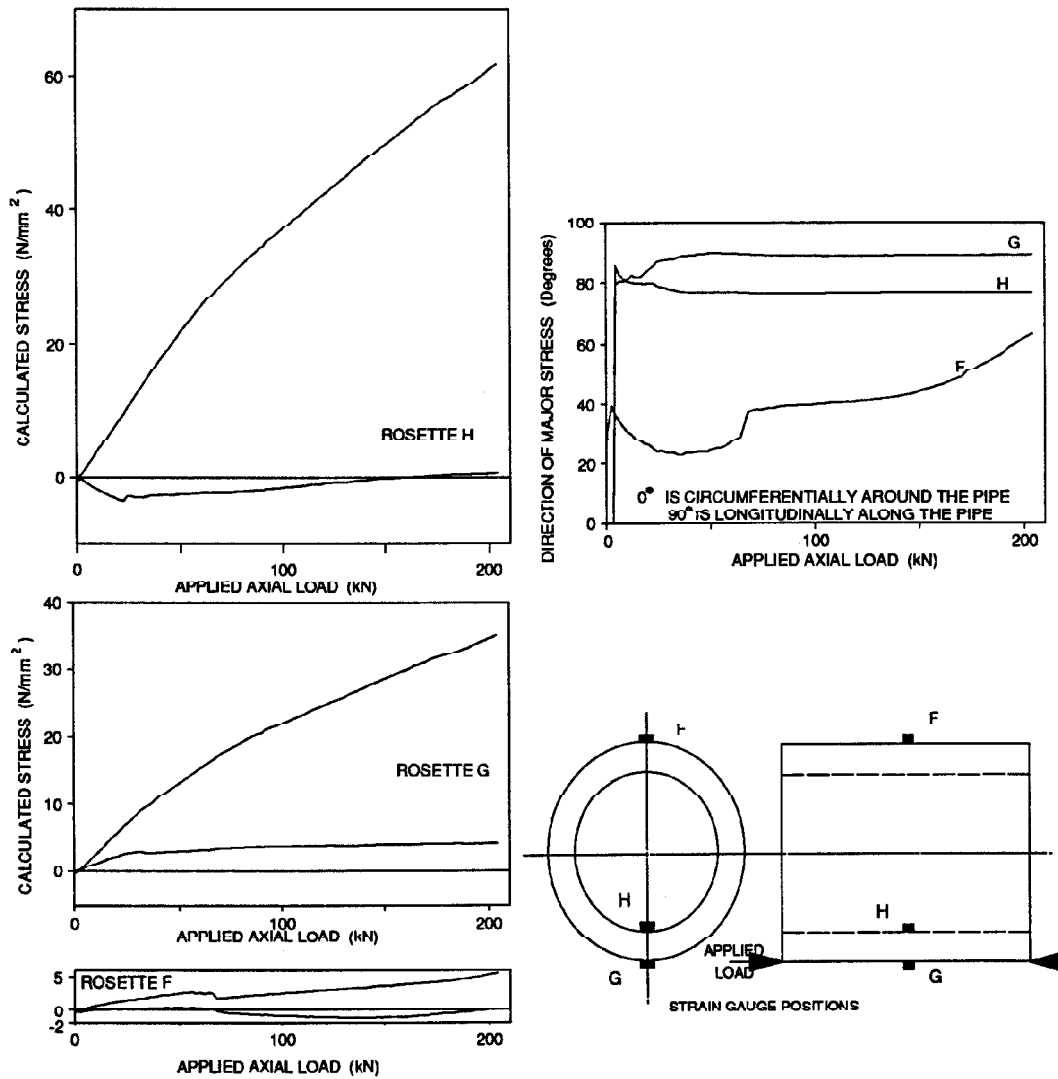 60
40
20
0
CALCULATED STRESS (N/mm²)
ROSETTE H
0 100 200
APPLIED AXIAL LOAD (kN)
100
80
60
40
20
0
DIRECTION OF MAJOR STRESS (Degrees)
G
H
F
0° IS CIRCUMFERENTIALLY AROUND THE PIPE
90° IS LONGITUDINALLY ALONG THE PIPE
0 100 200
APPLIED AXIAL LOAD (kN)
40
30
20
10
0
CALCULATED STRESS (N/mm²)
ROSETTE G
0 100 200
APPLIED AXIAL LOAD (kN)
5
0
-2
ROSETTE F
0 100 200
APPLIED AXIAL LOAD (kN)
F
H
G
F
H
G
APPLIED
LOAD
STRAIN GAUGE POSITIONS